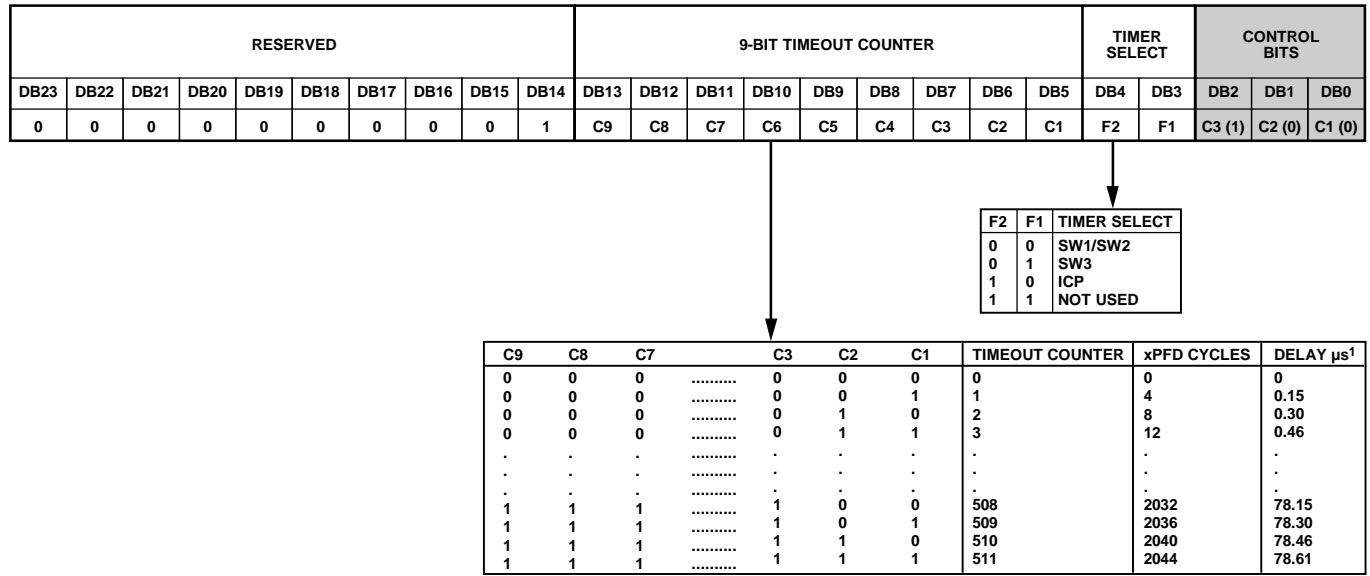 RESERVED 9-BIT TIMEOUT COUNTER TIMER SELECT CONTROL BITS
DB23 DB22 DB21 DB20 DB19 DB18 DB17 DB16 DB15 DB14 DB13 DB12 DB11 DB10 DB9 DB8 DB7 DB6 DB5 DB4 DB3 DB2 DB1 DB0
0 0 0 0 0 0 0 0 0 1 C9 C8 C7 C6 C5 C4 C3 C2 C1 F2 F1 C3 (1) C2 (0) C1 (0)
F2 F1 TIMER SELECT
0 0 SW1/SW2
0 1 SW3
1 0 ICP
1 1 NOT USED
C9 C8 C7 C3 C2 C1 TIMEOUT COUNTER xPFD CYCLES DELAY µs1
0 0 0 .......... 0 0 0 0 0 0
0 0 0 .......... 0 0 1 1 4 0.15
0 0 0 .......... 0 1 0 2 8 0.30
0 0 0 .......... 0 1 1 3 12 0.46
. . . .......... . . . . . .
. . . .......... . . . . . .
. . . .......... . . . . . .
1 1 1 .......... 1 0 0 508 2032 78.15
1 1 1 .......... 1 0 1 509 2036 78.30
1 1 1 .......... 1 1 0 510 2040 78.46
1 1 1 .......... 1 1 1 511 2044 78.61